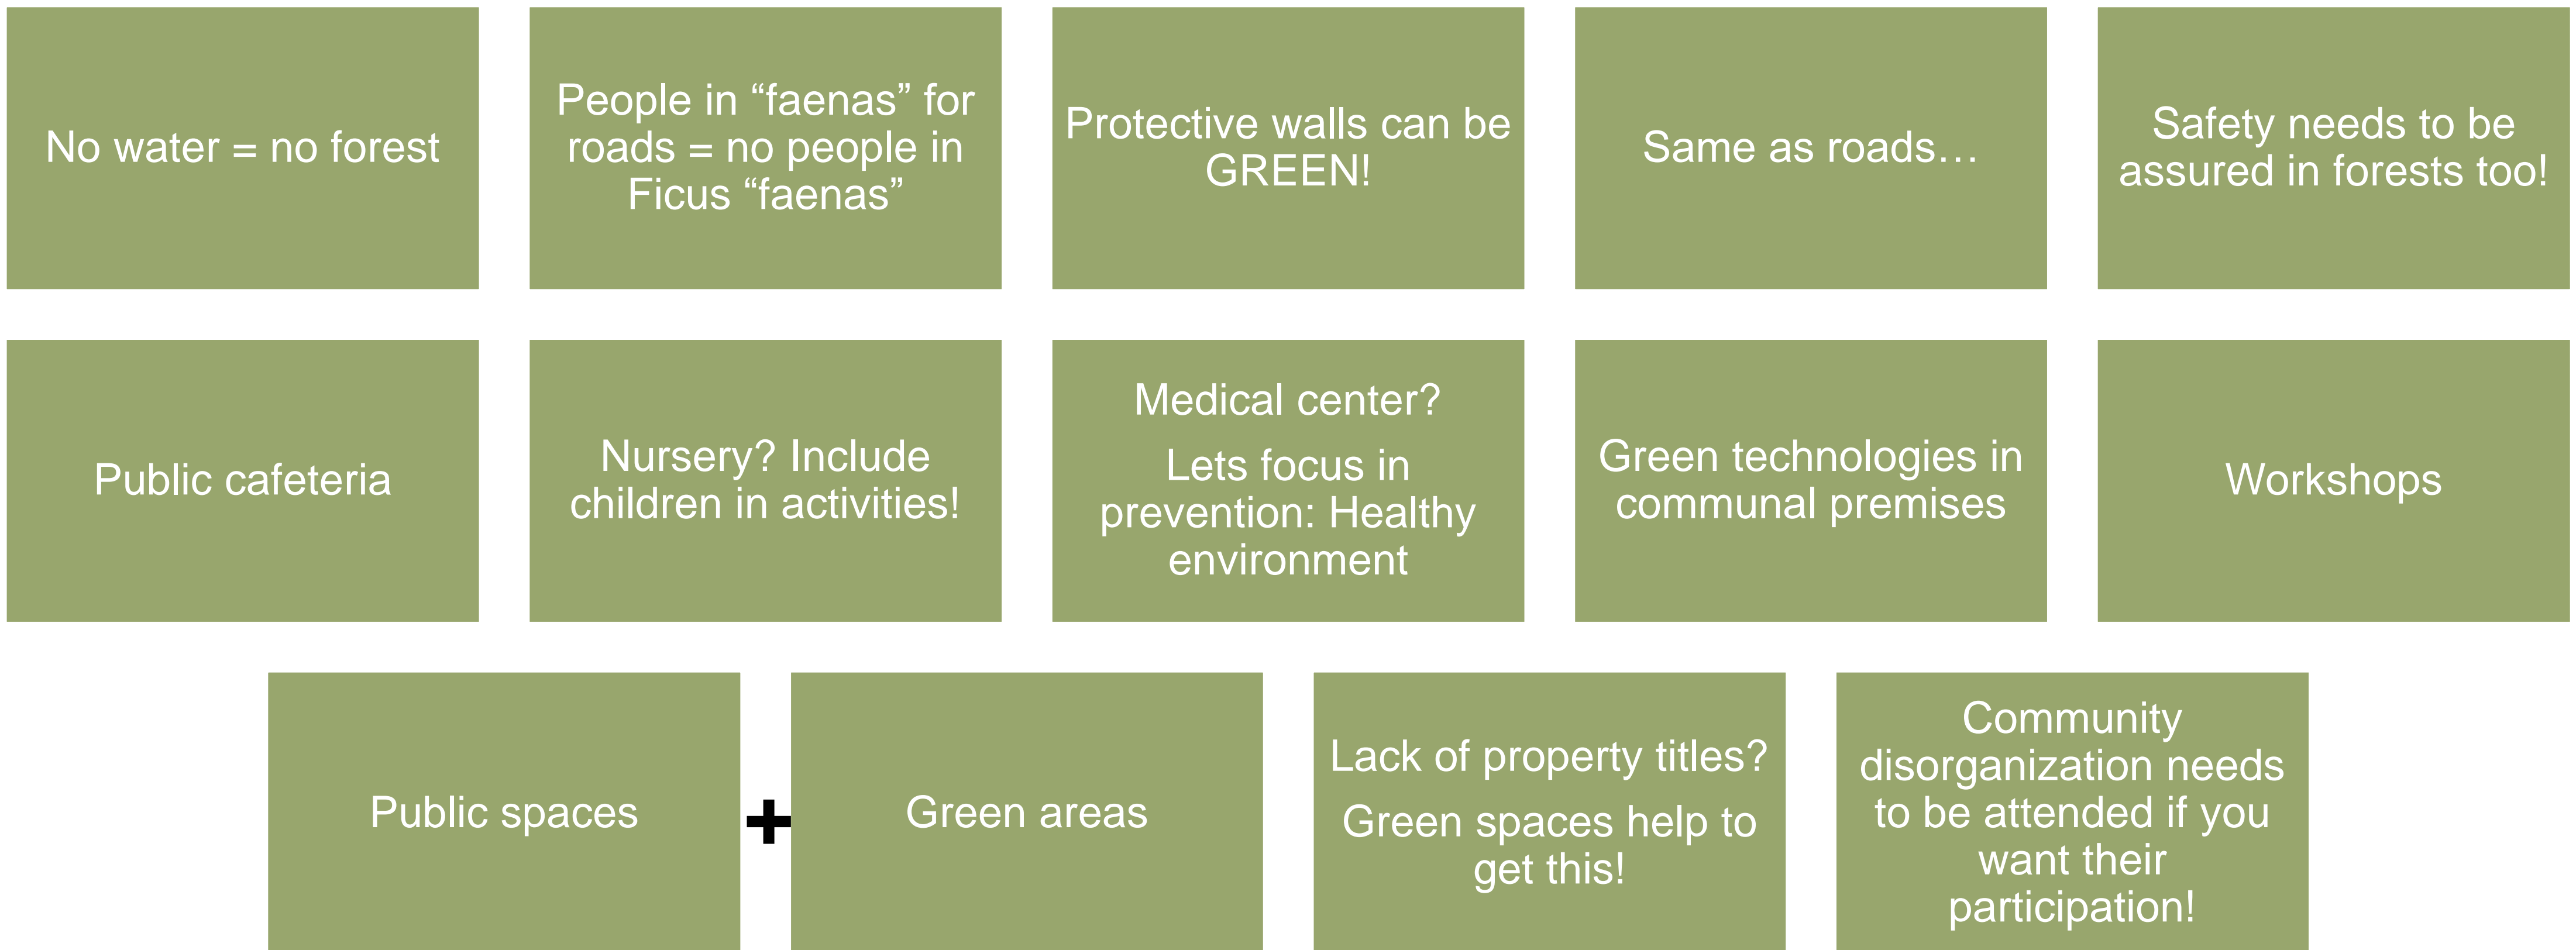 No water = no forest
People in “faenas” for
roads = no people in
Ficus “faenas”
Protective walls can be
GREEN!
Same as roads…
Safety needs to be
assured in forests too!
Public cafeteria
Nursery? Include
children in activities!
Medical center?
Lets focus in
prevention: Healthy
environment
Green technologies in
communal premises
Workshops
Public spaces
+
Green areas
Lack of property titles?
Green spaces help to
get this!
Community
disorganization needs
to be attended if you
want their
participation!